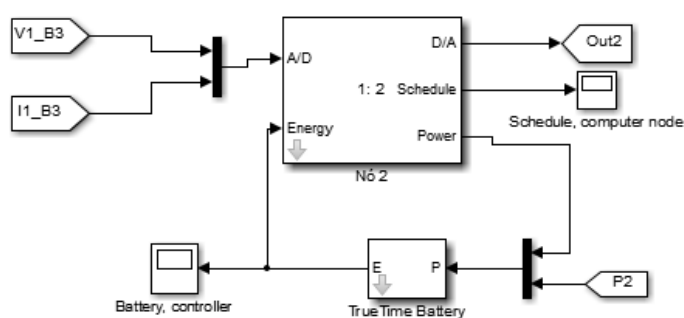 V1_B3
D/A
Out2
A/D
1: 2 Schedule
I1_B3
Schedule, computer node
Energy
Power
Nó 2
E
P
P2
Battery, controller
TrueTime Battery